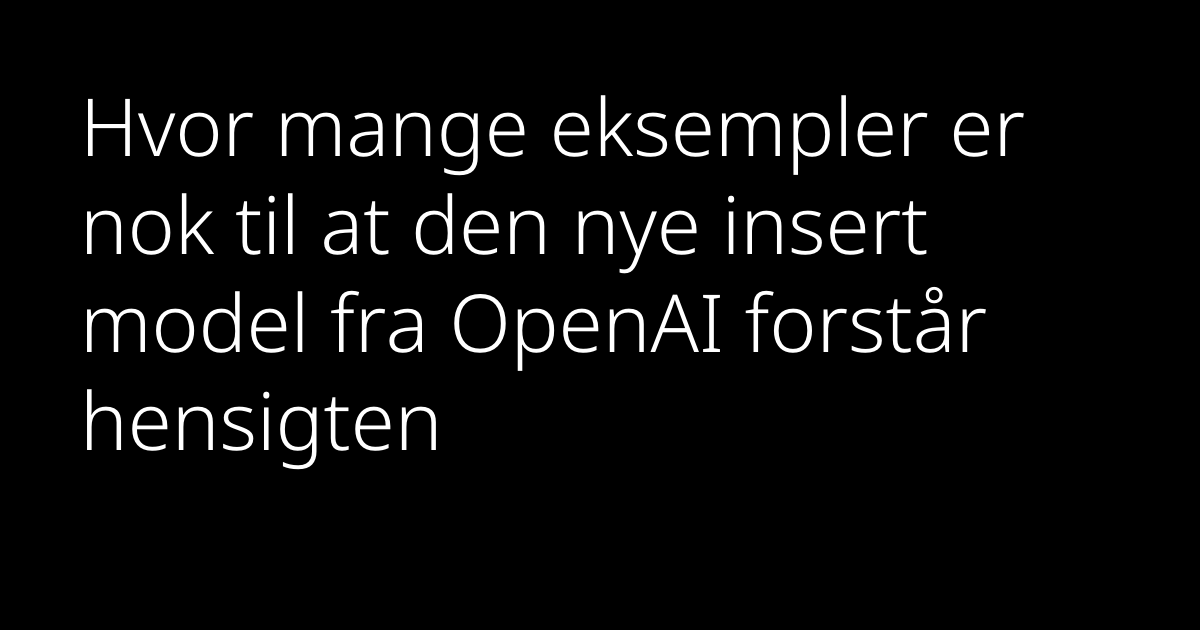 Hvor mange eksempler er
nok til at den nye insert
model fra OpenAI forstår
hensigten